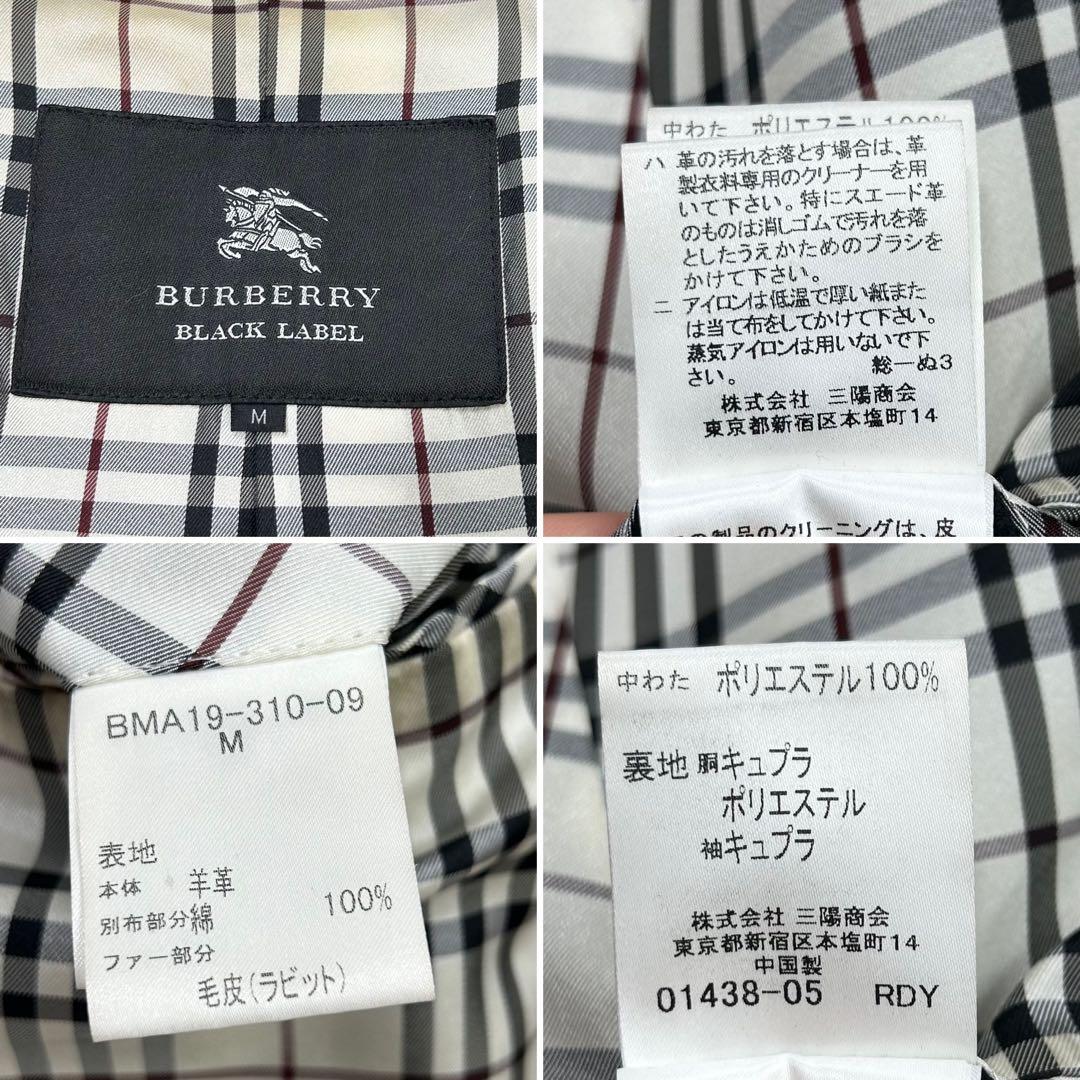 BURBERRY
BLACK LABEL
M
中わた ポリエステル100%
ハ 革の汚れを落とす場合は、革
製衣料専用のクリーナーを用
いて下さい。特にスエード革
のものは消しゴムで汚れを落
としたうえかためのブラシを
かけて下さい。
ニ アイロンは低温で厚い紙また
は当て布をしてかけて下さい。
蒸気アイロンは用いないで下
さい。 総一ぬ3
株式会社 三陽商会
東京都新宿区本塩町14
の製品のクリーニングは、皮
BMA19-310-09
M
表地
本体 羊革
別布部分綿 100%
ファー部分
毛皮(ラビット)
中わた ポリエステル100%
裏地 胴キュプラ
ポリエステル
袖キュプラ
株式会社 三陽商会
東京都新宿区本塩町14
中国製
01438-05 RDY